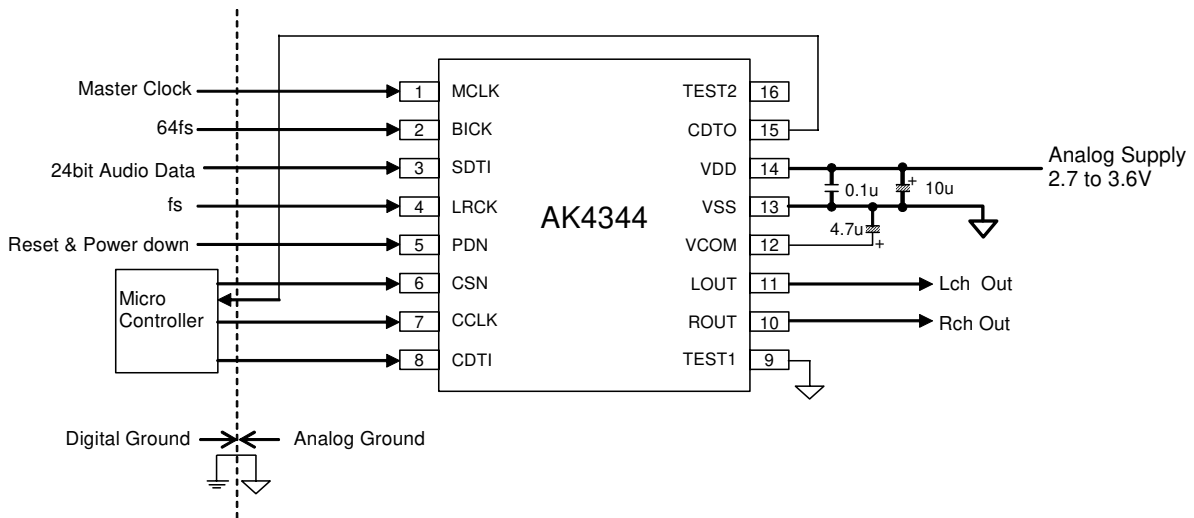 Master Clock
1 MCLK
TEST2 16
64fs
2 BICK
CDTO 15
24bit Audio Data
3 SDTI
VDD 14
Analog Supply
2.7 to 3.6V
0.1u
+ 10u
fs
4 LRCK
VSS 13
AK4344
4.7u
+
Reset & Power down
5 PDN
VCOM 12
Micro
Controller
6 CSN
LOUT 11
Lch Out
7 CCLK
ROUT 10
Rch Out
8 CDTI
TEST1 9
Digital Ground
Analog Ground